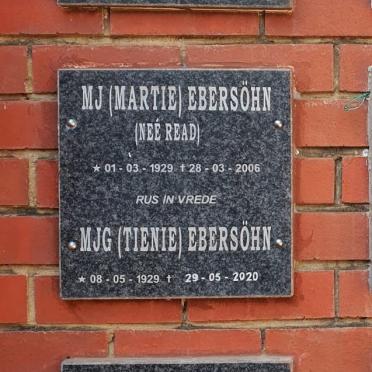 MJ (MARTIE) EBERSÖHN
(NEÉ READ)
★ 01 - 03 - 1929 † 28 - 03 - 2006
RUS IN VREDE
MJG (TIENIE) EBERSÖHN
★ 08 - 05 - 1929 † 29 - 05 - 2020